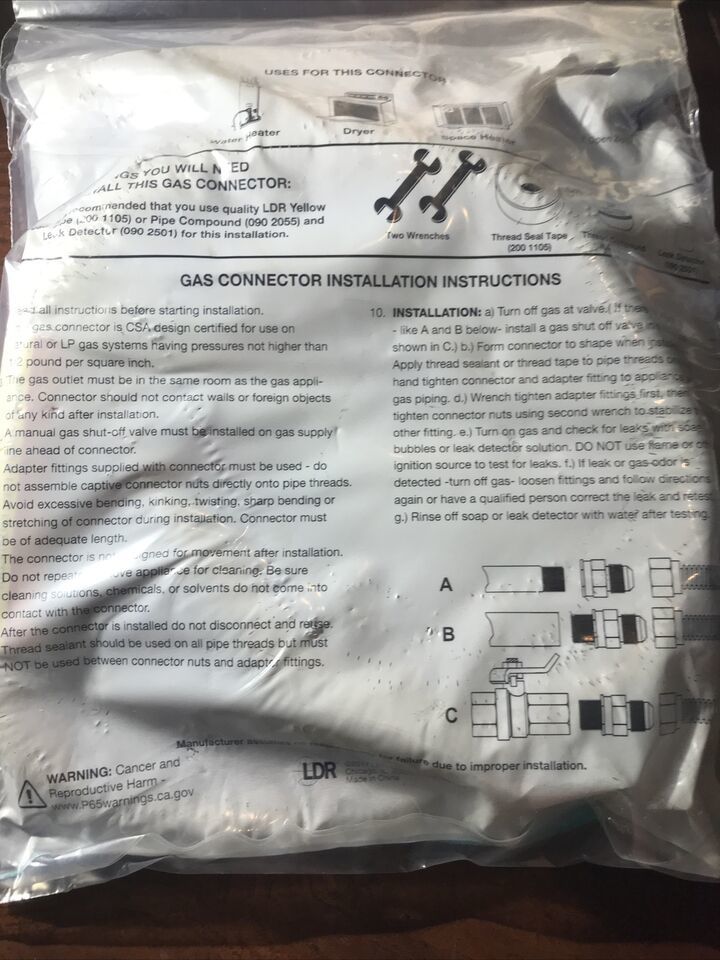 USES FOR THIS CONNECTOR
Water Heater
Dryer
Space Heater
YOU WILL NEED
THIS GAS CONNECTOR:
that you use quality LDR Yellow
1105) or Pipe Compound (090 2055) and
Leak Detector (090 2501) for this installation.
Two Wrenches
Thread Seal Tape
(200 1105)
Leak
GAS CONNECTOR INSTALLATION INSTRUCTIONS
all instructions before starting installation.
gas connector is CSA design certified for use on
or LP gas systems having pressures not higher than
pound per square inch.
The gas outlet must be in the same room as the gas appli-
ance. Connector should not contact walls or foreign objects
of any kind after installation.
A manual gas shut-off valve must be installed on gas supply
line ahead of connector.
Adapter fittings supplied with connector must be used - do
not assemble captive connector nuts directly onto pipe threads.
Avoid excessive bending, kinking, twisting, sharp bending or
stretching of connector during installation. Connector must
be of adequate length.
The connector is for movement after installation.
Do not appliance for cleaning. Be sure
cleaning solutions, chemicals, or solvents do not come into
contact with the connector.
After the connector is installed do not disconnect and reuse.
Thread sealant should be used on all pipe threads but must
NOT be used between connector nuts and adapter fittings.
10. INSTALLATION: a) Turn off gas at valve.( If
- like A and B below- install a gas shut off valve
shown in C.) b.) Form connector to shape when
Apply thread sealant or thread tape to pipe threads
hand tighten connector and adapter fitting to
gas piping. d.) Wrench tighten adapter fittings first, then
tighten connector nuts using second wrench to stabilize
other fitting. e.) Turn on gas and check for leaks with
bubbles or leak detector solution. DO NOT use flame or
ignition source to test for leaks. f.) If leak or gas odor is
detected -turn off gas- loosen fittings and follow directions
again or have a qualified person correct the leak and retest
g.) Rinse off soap or leak detector with water after testing.
A
B
C
Manufacturer failure due to improper installation.
WARNING: Cancer and
Reproductive Harm -
www.P65warnings.ca.gov
LDR
Made in China